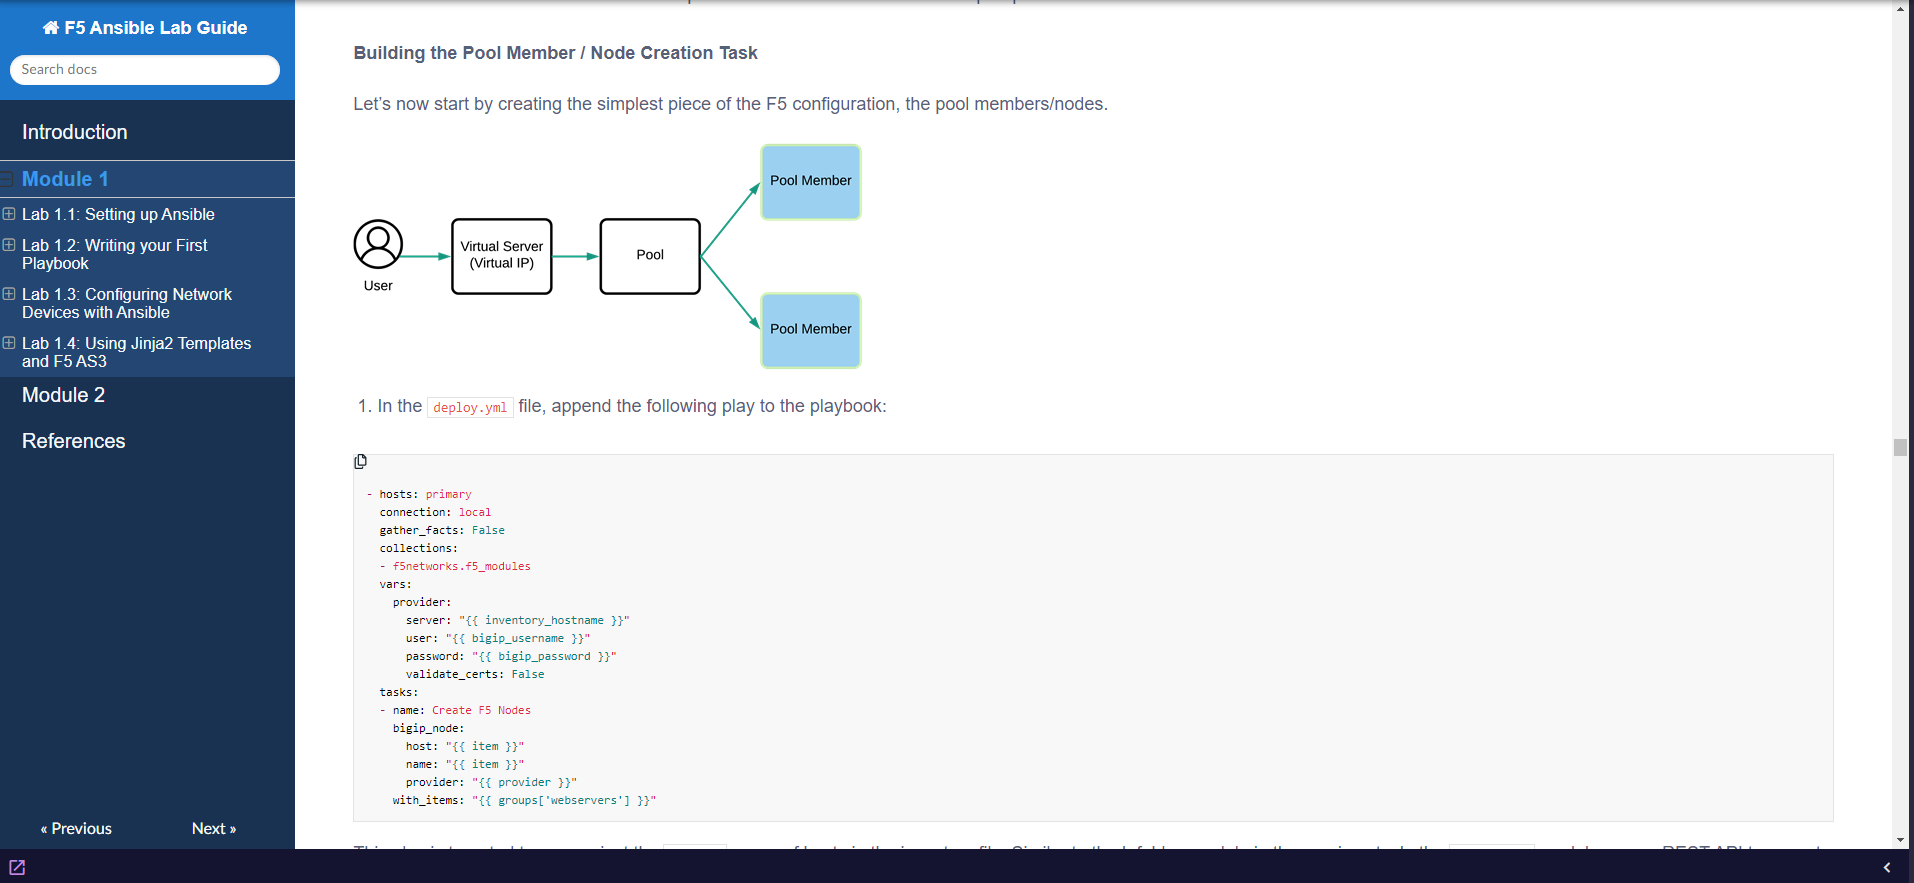 F5 Ansible Lab Guide
Search docs
Introduction
Module 1
Lab 1.1: Setting up Ansible
Lab 1.2: Writing your First
Playbook
Lab 1.3: Configuring Network
Devices with Ansible
Lab 1.4: Using Jinja2 Templates
and F5 AS3
Module 2
References
« Previous
Next »
Building the Pool Member / Node Creation Task
Let’s now start by creating the simplest piece of the F5 configuration, the pool members/nodes.
User
Virtual Server
(Virtual IP)
Pool
Pool Member
Pool Member
1. In the deploy.yml file, append the following play to the playbook:
- hosts: primary
  connection: local
  gather_facts: False
  collections:
  - f5networks.f5_modules
  vars:
    provider:
      server: "{{ inventory_hostname }}"
      user: "{{ bigip_username }}"
      password: "{{ bigip_password }}"
      validate_certs: False
  tasks:
  - name: Create F5 Nodes
    bigip_node:
      host: "{{ item }}"
      name: "{{ item }}"
      provider: "{{ provider }}"
    with_items: "{{ groups['webservers'] }}"